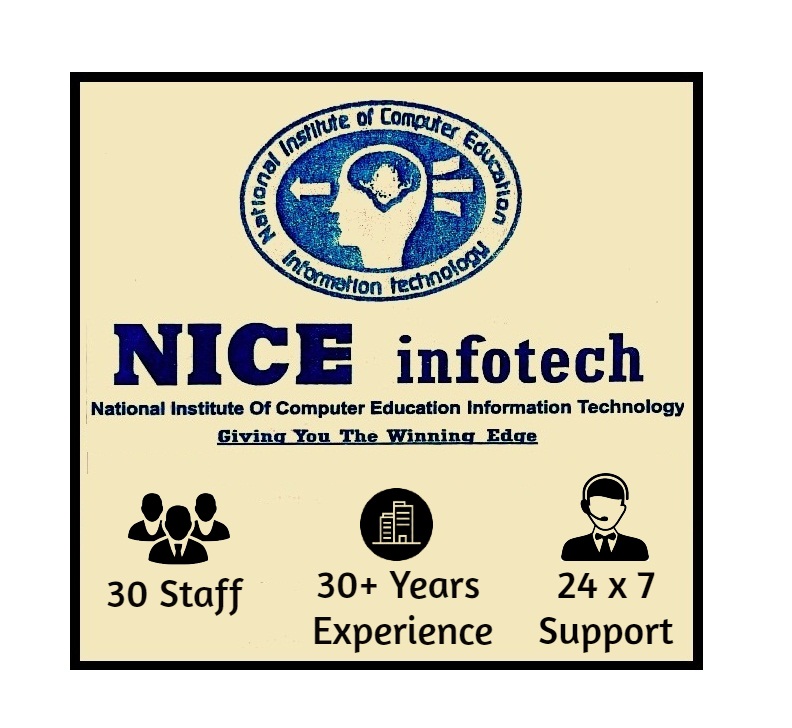 National Institute of Computer Education
Information technology
NICE infotech
National Institute Of Computer Education Information Technology
Giving You The Winning Edge
30 Staff
30+ Years
Experience
24 x 7
Support